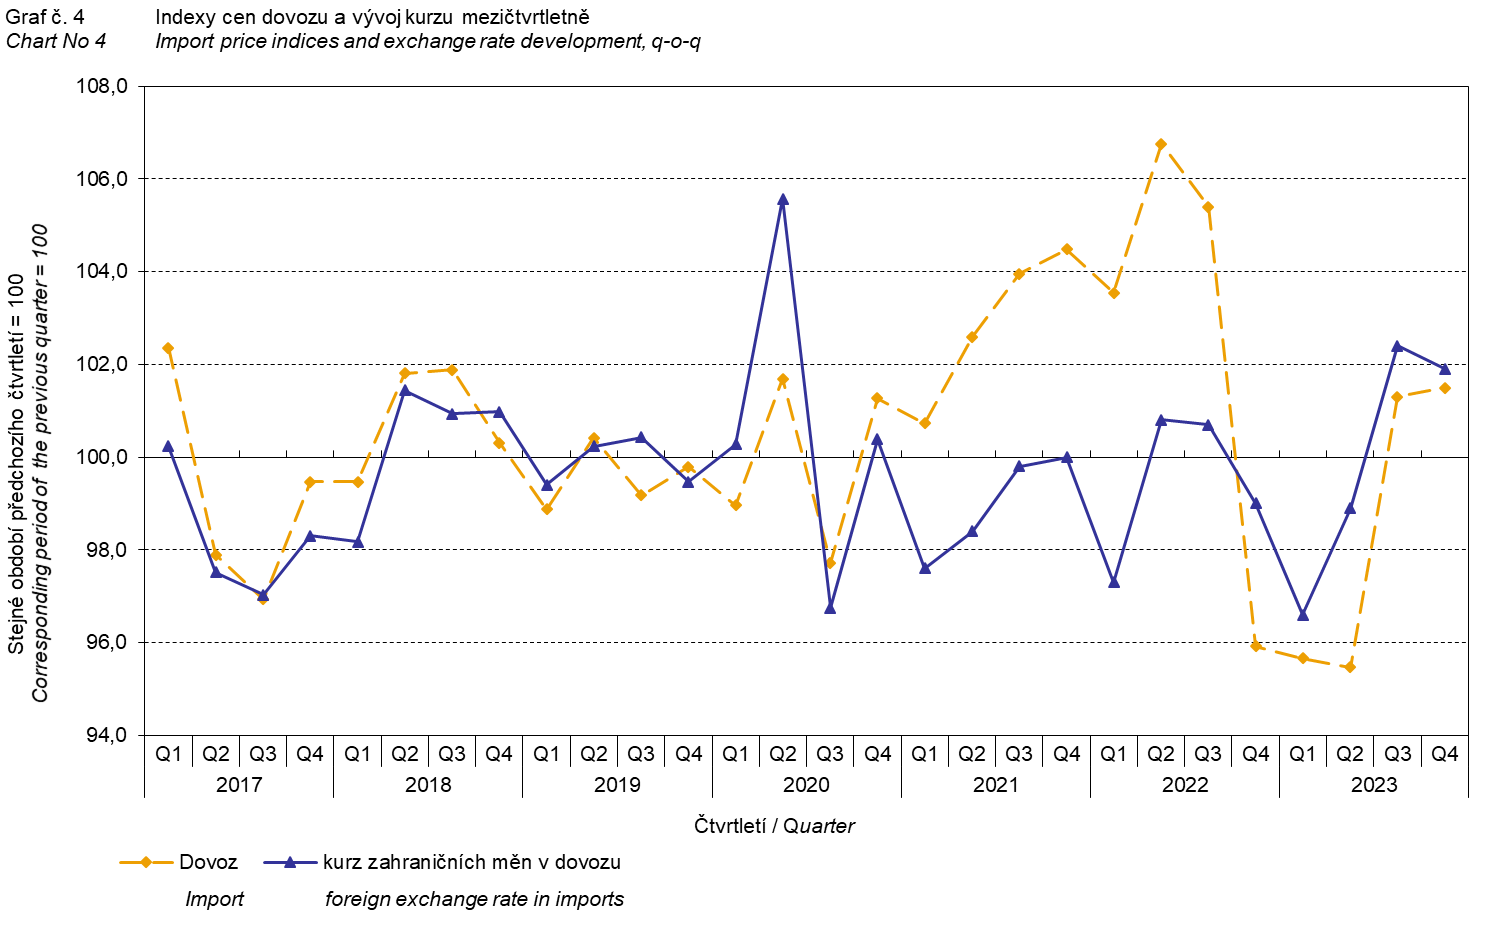 Graf č. 4 Indexy cen dovozu a vývoj kurzu mezičtvrtletně
Chart No 4 Import price indices and exchange rate development, q-o-q
Stejné období předchozího čtvrtletí = 100
Corresponding period of the previous quarter = 100
108,0
106,0
104,0
102,0
100,0
98,0
96,0
94,0
Q1 Q2 Q3 Q4 Q1 Q2 Q3 Q4 Q1 Q2 Q3 Q4 Q1 Q2 Q3 Q4 Q1 Q2 Q3 Q4 Q1 Q2 Q3 Q4 Q1 Q2 Q3 Q4
2017 2018 2019 2020 2021 2022 2023
Čtvrtletí / Quarter
Dovoz kurz zahraničních měn v dovozu
Import foreign exchange rate in imports